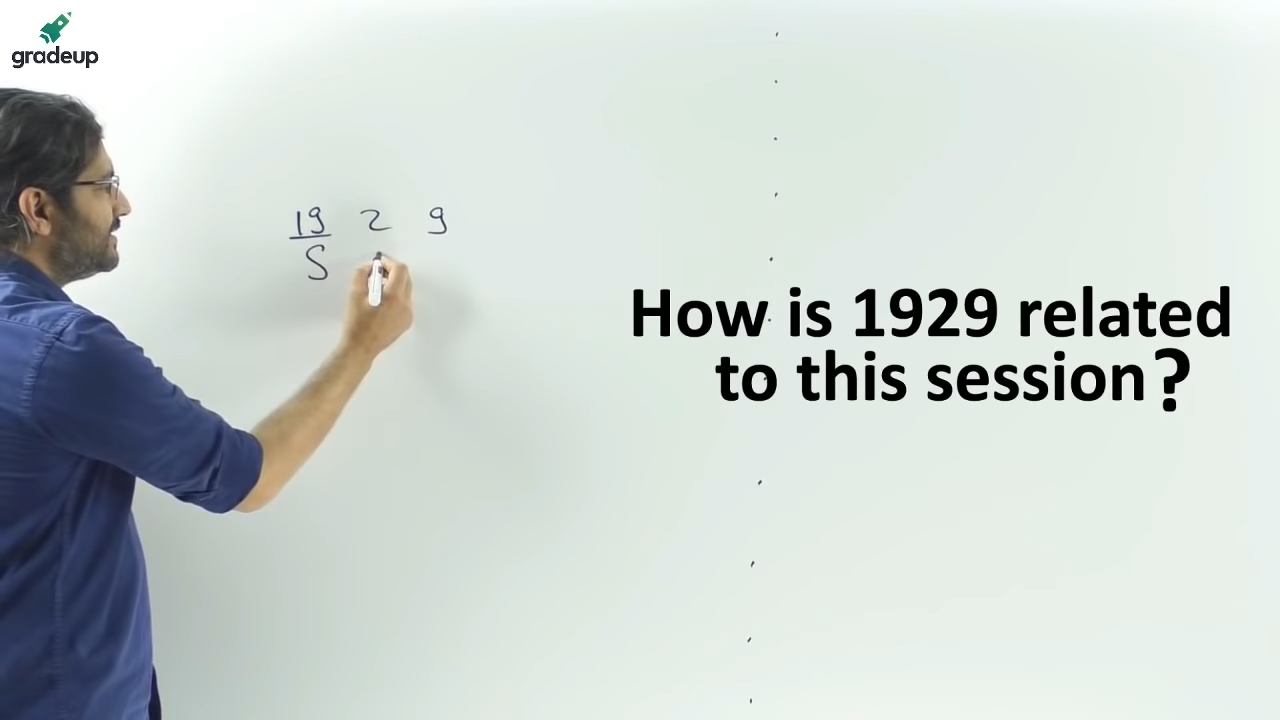 gradeup
19 2 9
S
How is 1929 related
to this session?